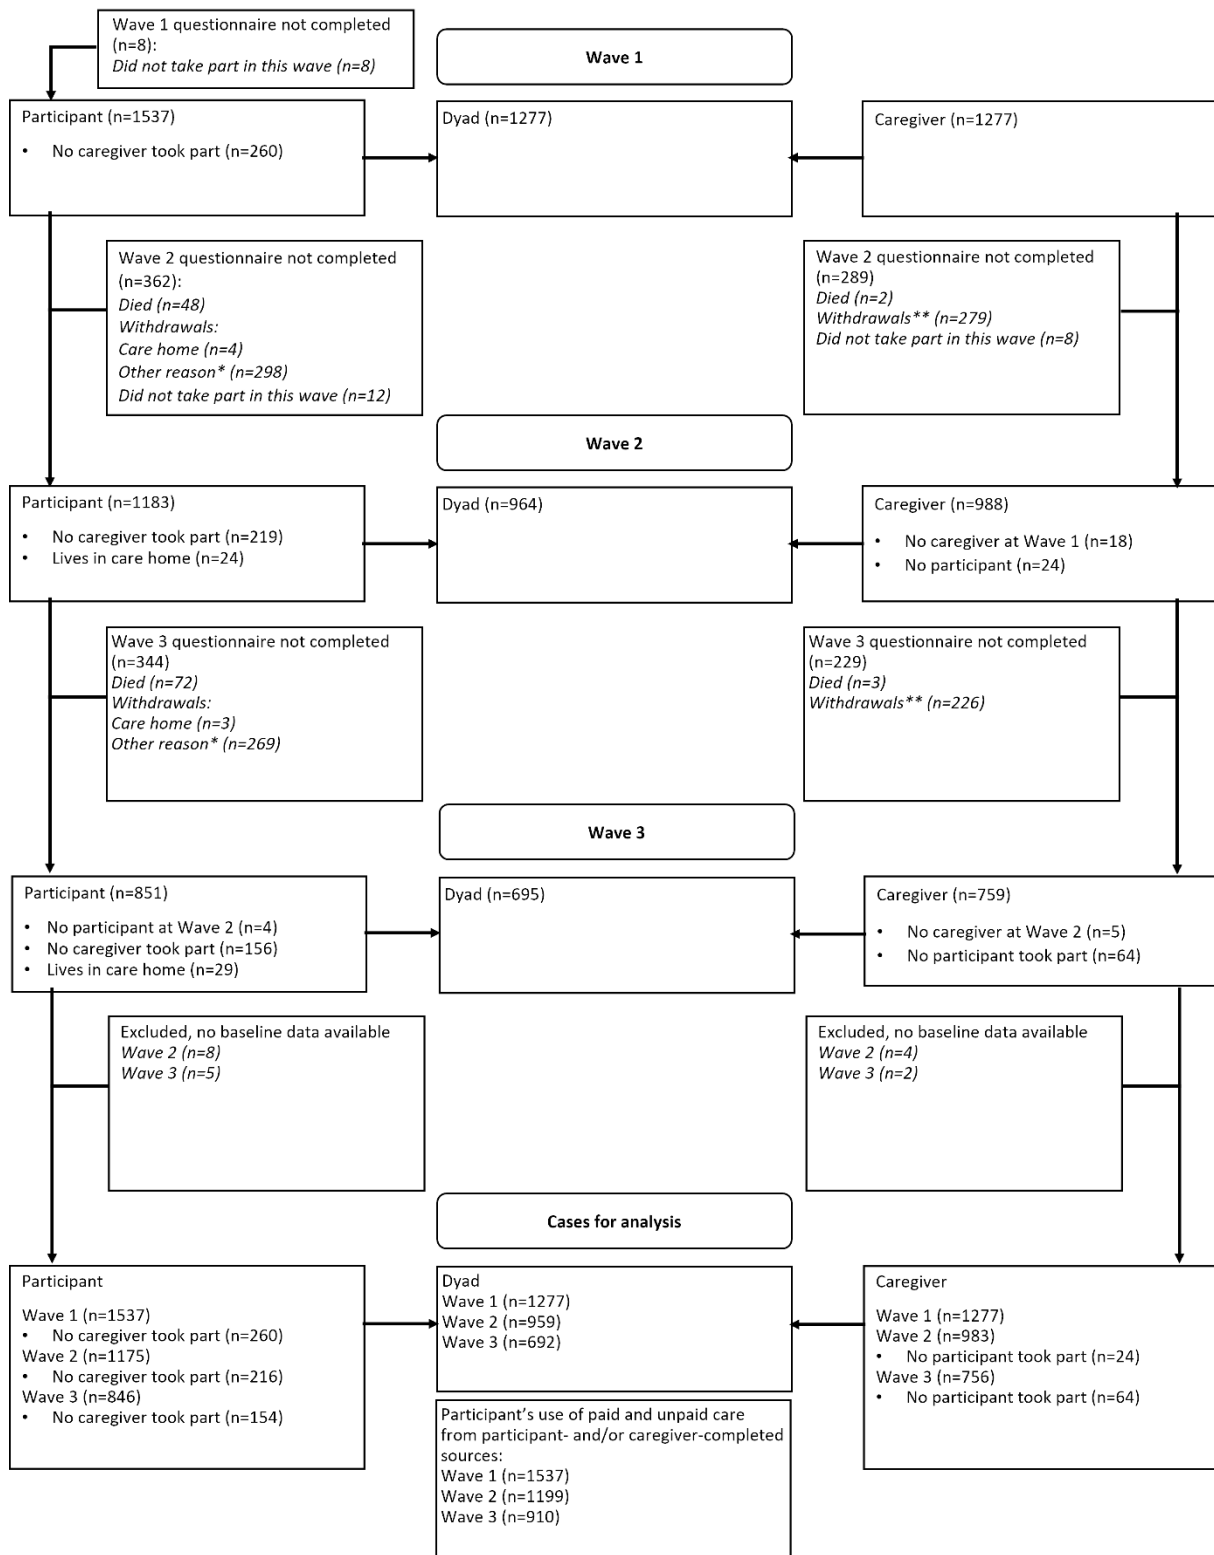 Wave 1 questionnaire not completed
(n=8):
Did not take part in this wave (n=8)
Wave 1
Participant (n=1537)
• No caregiver took part (n=260)
Dyad (n=1277)
Caregiver (n=1277)
Wave 2 questionnaire not completed
(n=362):
Died (n=48)
Withdrawals:
Care home (n=4)
Other reason* (n=298)
Did not take part in this wave (n=12)
Wave 2 questionnaire not completed
(n=289)
Died (n=2)
Withdrawals** (n=279)
Did not take part in this wave (n=8)
Wave 2
Participant (n=1183)
• No caregiver took part (n=219)
• Lives in care home (n=24)
Dyad (n=964)
Caregiver (n=988)
• No caregiver at Wave 1 (n=18)
• No participant (n=24)
Wave 3 questionnaire not completed
(n=344)
Died (n=72)
Withdrawals:
Care home (n=3)
Other reason* (n=269)
Wave 3 questionnaire not completed
(n=229)
Died (n=3)
Withdrawals** (n=226)
Wave 3
Participant (n=851)
• No participant at Wave 2 (n=4)
• No caregiver took part (n=156)
• Lives in care home (n=29)
Dyad (n=695)
Caregiver (n=759)
• No caregiver at Wave 2 (n=5)
• No participant took part (n=64)
Excluded, no baseline data available
Wave 2 (n=8)
Wave 3 (n=5)
Excluded, no baseline data available
Wave 2 (n=4)
Wave 3 (n=2)
Cases for analysis
Participant
Wave 1 (n=1537)
• No caregiver took part (n=260)
Wave 2 (n=1175)
• No caregiver took part (n=216)
Wave 3 (n=846)
• No caregiver took part (n=154)
Dyad
Wave 1 (n=1277)
Wave 2 (n=959)
Wave 3 (n=692)
Caregiver
Wave 1 (n=1277)
Wave 2 (n=983)
• No participant took part (n=24)
Wave 3 (n=756)
• No participant took part (n=64)
Participant's use of paid and unpaid care
from participant- and/or caregiver-completed
sources:
Wave 1 (n=1537)
Wave 2 (n=1199)
Wave 3 (n=910)